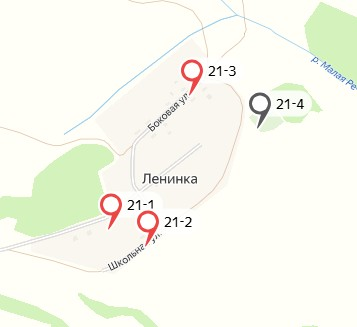 21-3
р. Малая Ре
21-4
Боковая ул.
Ленинка
21-1
21-2
Школьна